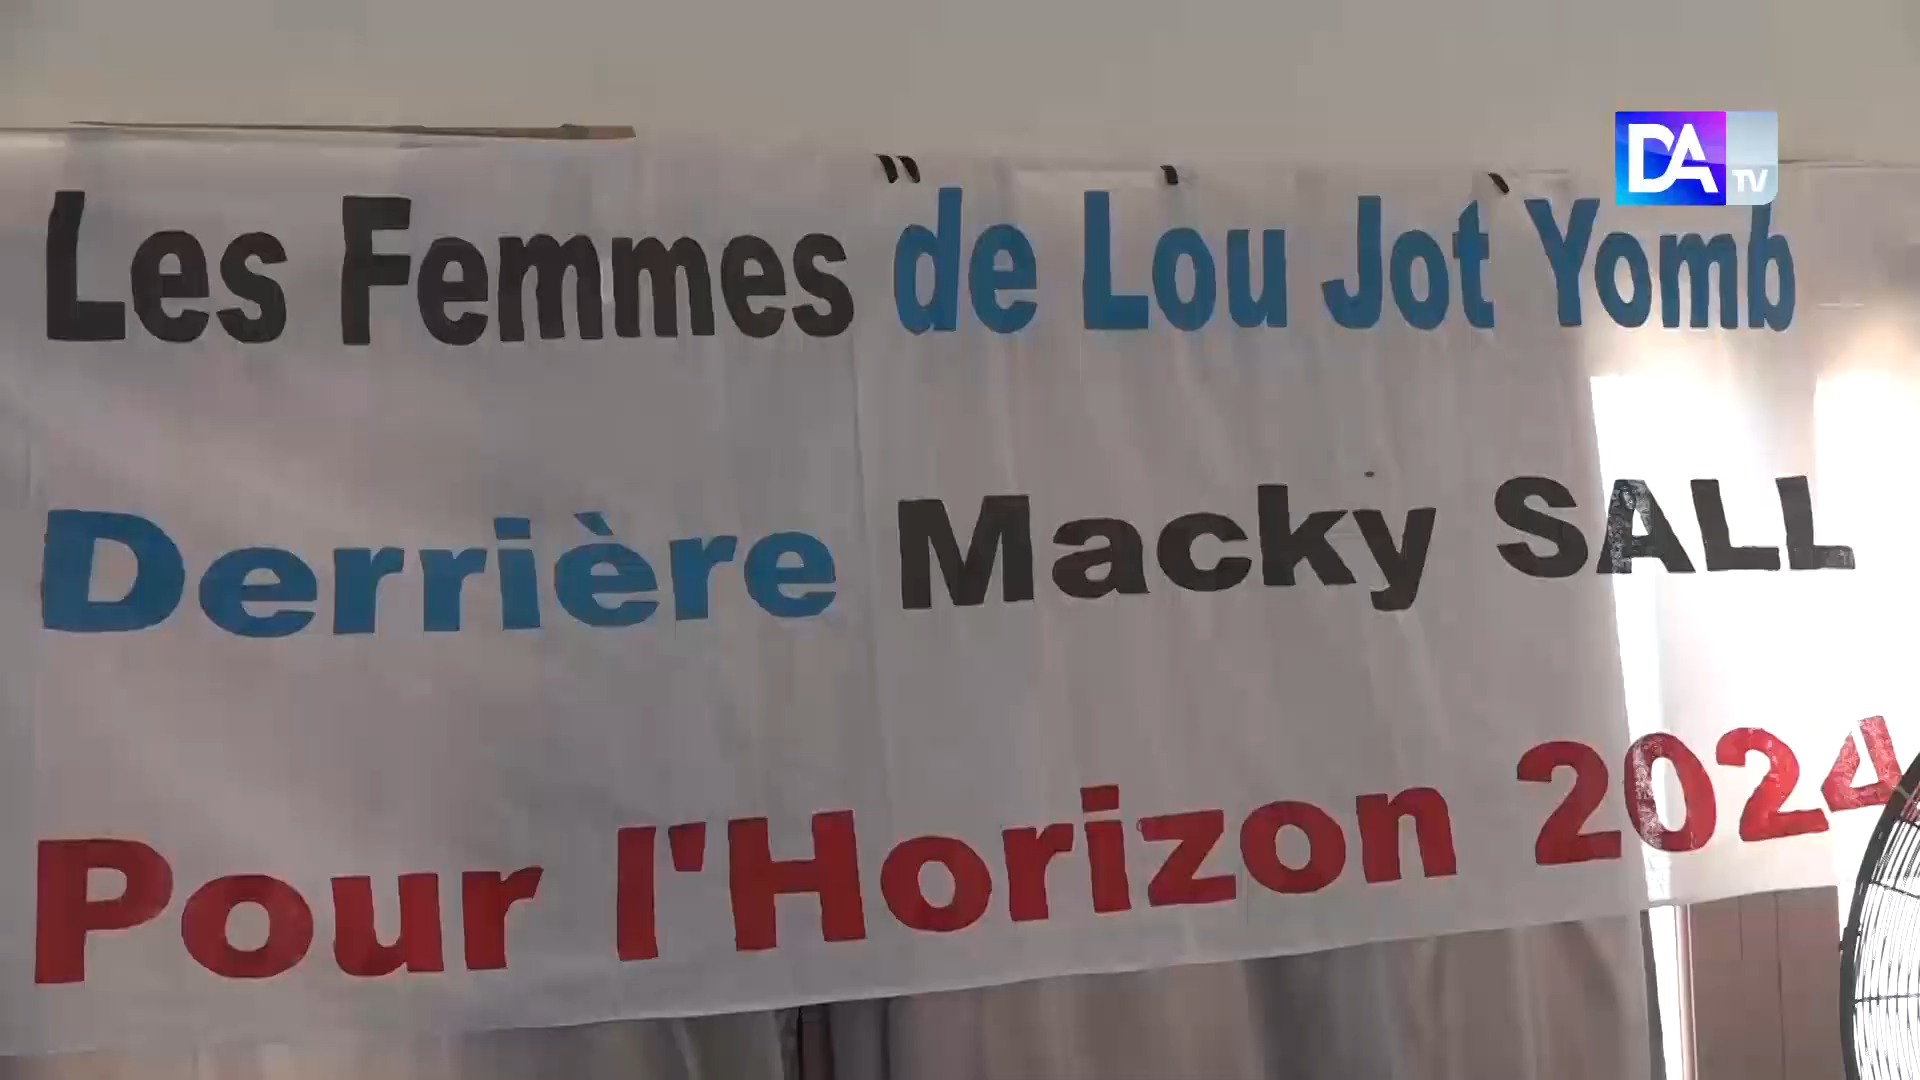 Les Femmes "de Lou Jot Yomb
Derrière Macky SALL
Pour l'Horizon 2024
DA TV